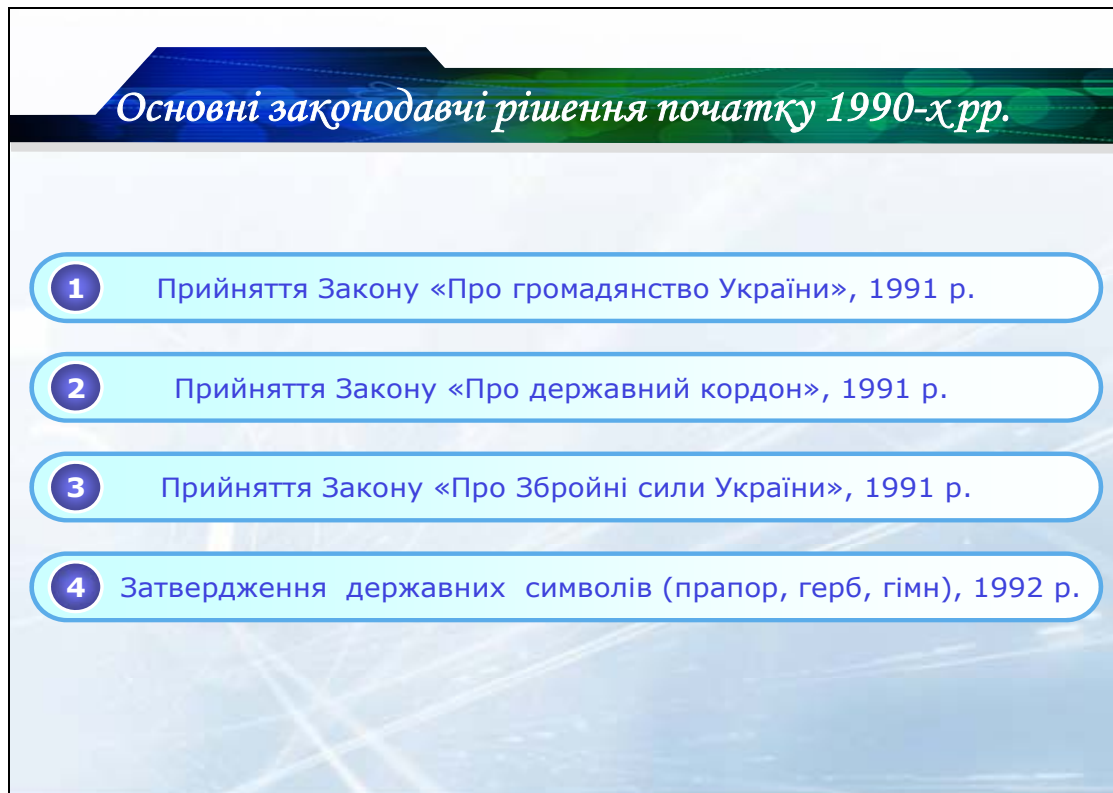 Основні законодавчі рішення початку 1990-х рр.
1 Прийняття Закону «Про громадянство України», 1991 р.
2 Прийняття Закону «Про державний кордон», 1991 р.
3 Прийняття Закону «Про Збройні сили України», 1991 р.
4 Затвердження державних символів (прапор, герб, гімн), 1992 р.